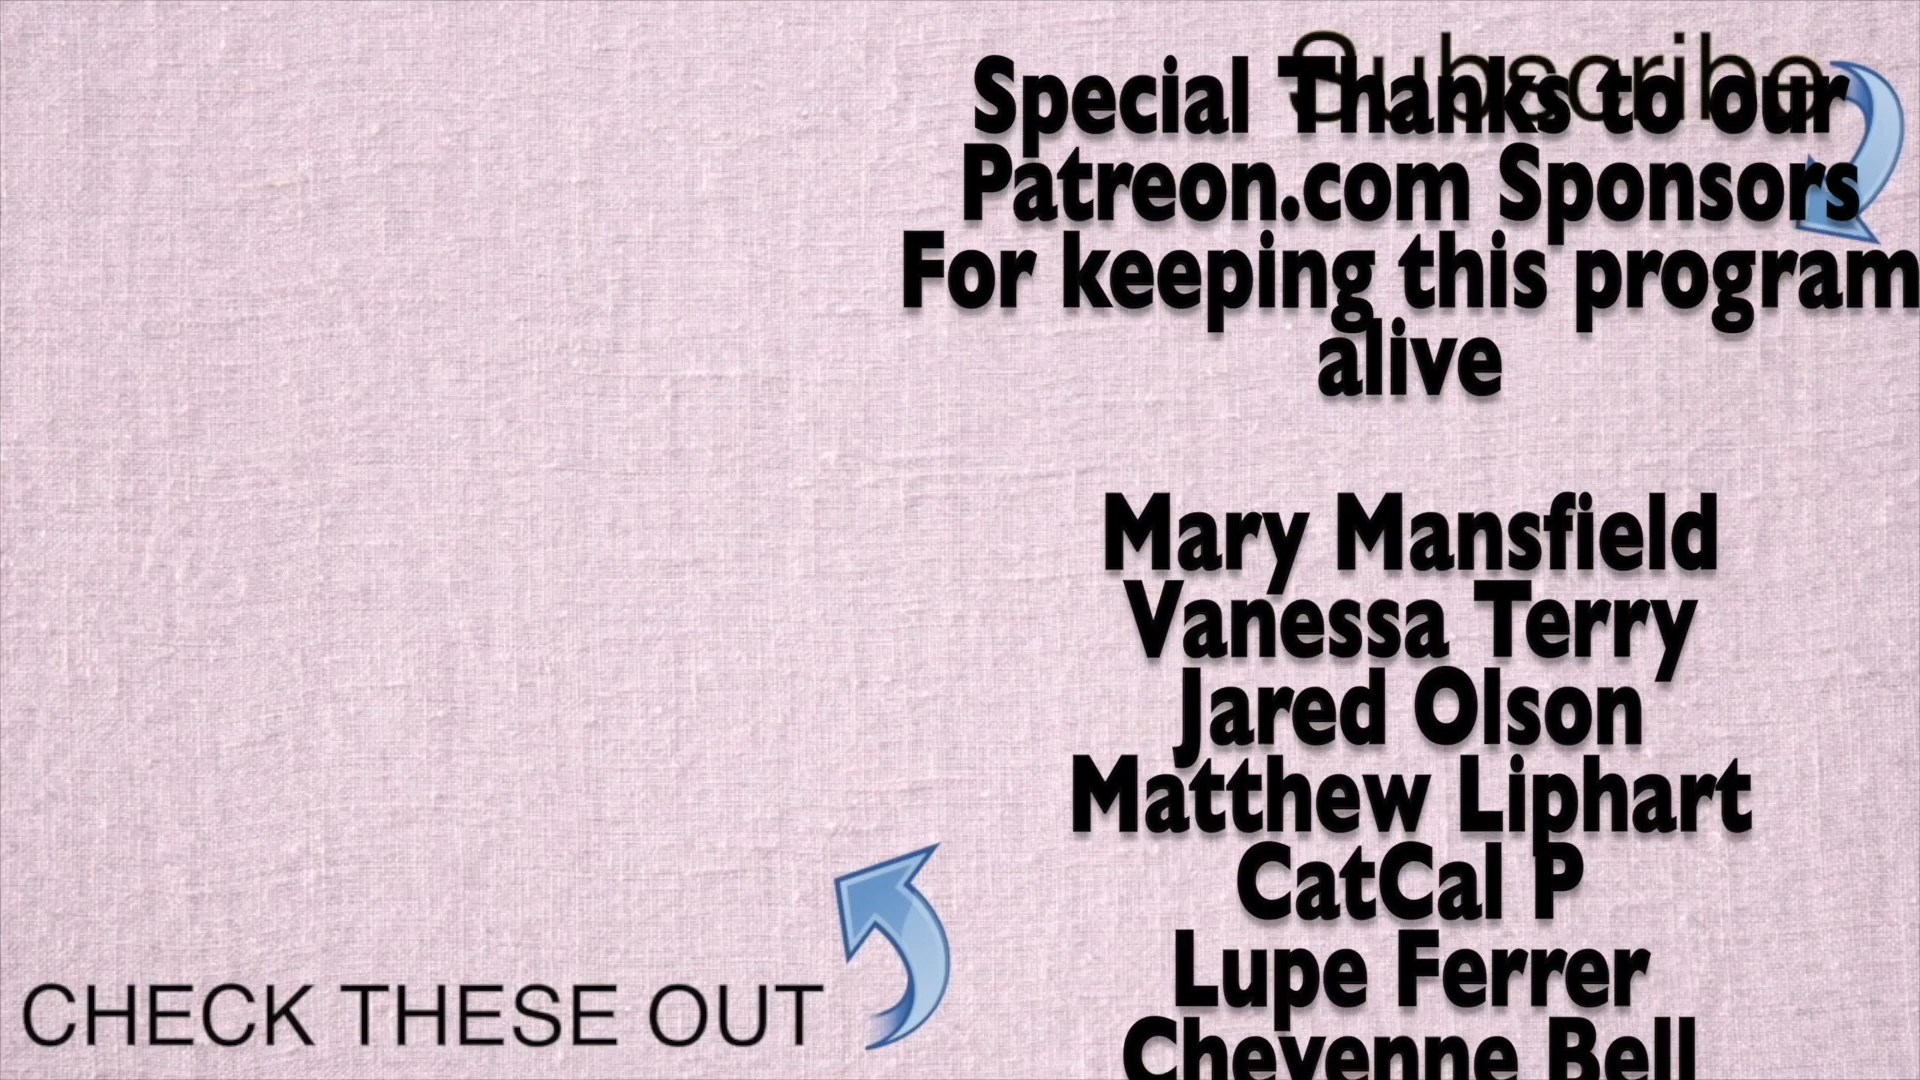 Subscribe
Special Thanks to our
Patreon.com Sponsors
For keeping this program
alive
Mary Mansfield
Vanessa Terry
Jared Olson
Matthew Liphart
CatCal P
Lupe Ferrer
Cheyenne Bell
CHECK THESE OUT